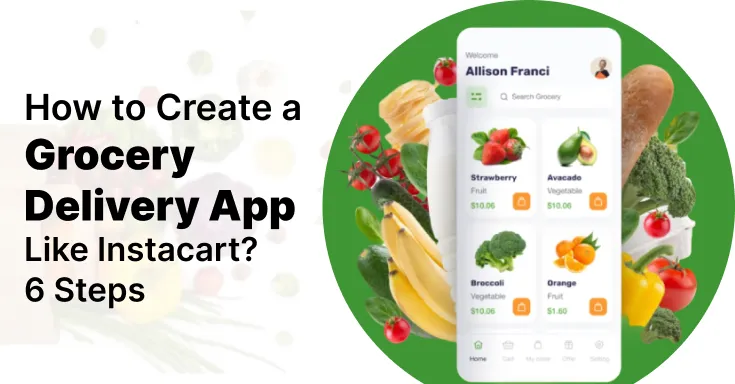 How to Create a
Grocery
Delivery App
Like Instacart?
6 Steps
Welcome
Allison Franci
Search Grocery
Strawberry
Fruit
$10.06
Avacado
Vegetable
$10.06
Broccoli
Vegetable
$10.06
Orange
Fruit
$1.60
Home
Cart
My order
Offer
Setting